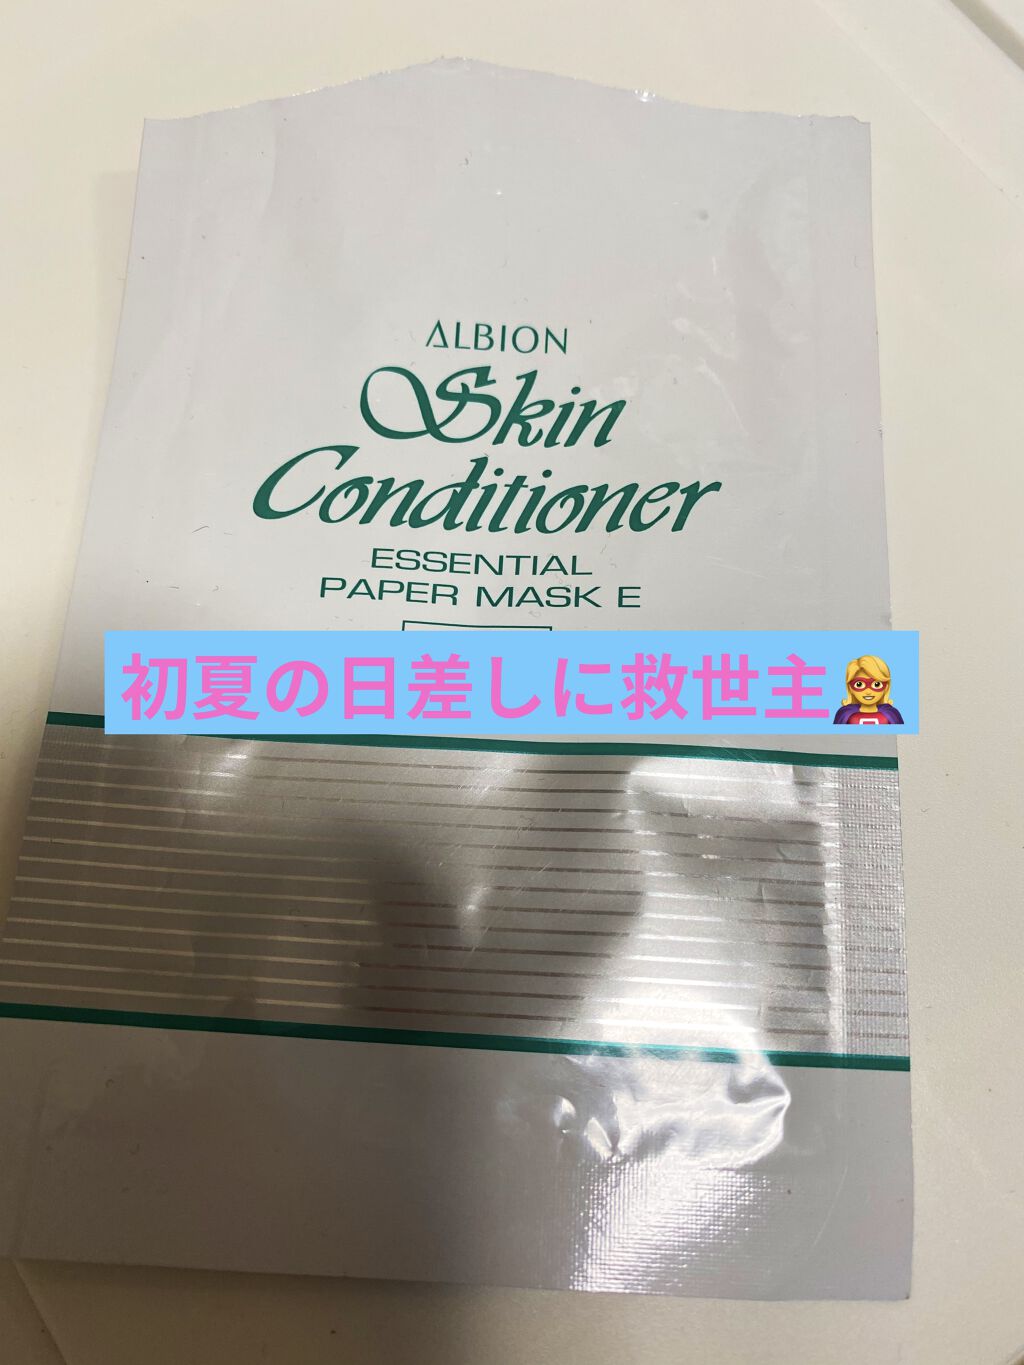 ALBION
Skin
Conditioner
ESSENTIAL
PAPER MASK E
初夏の日差しに救世主🦸‍♀️